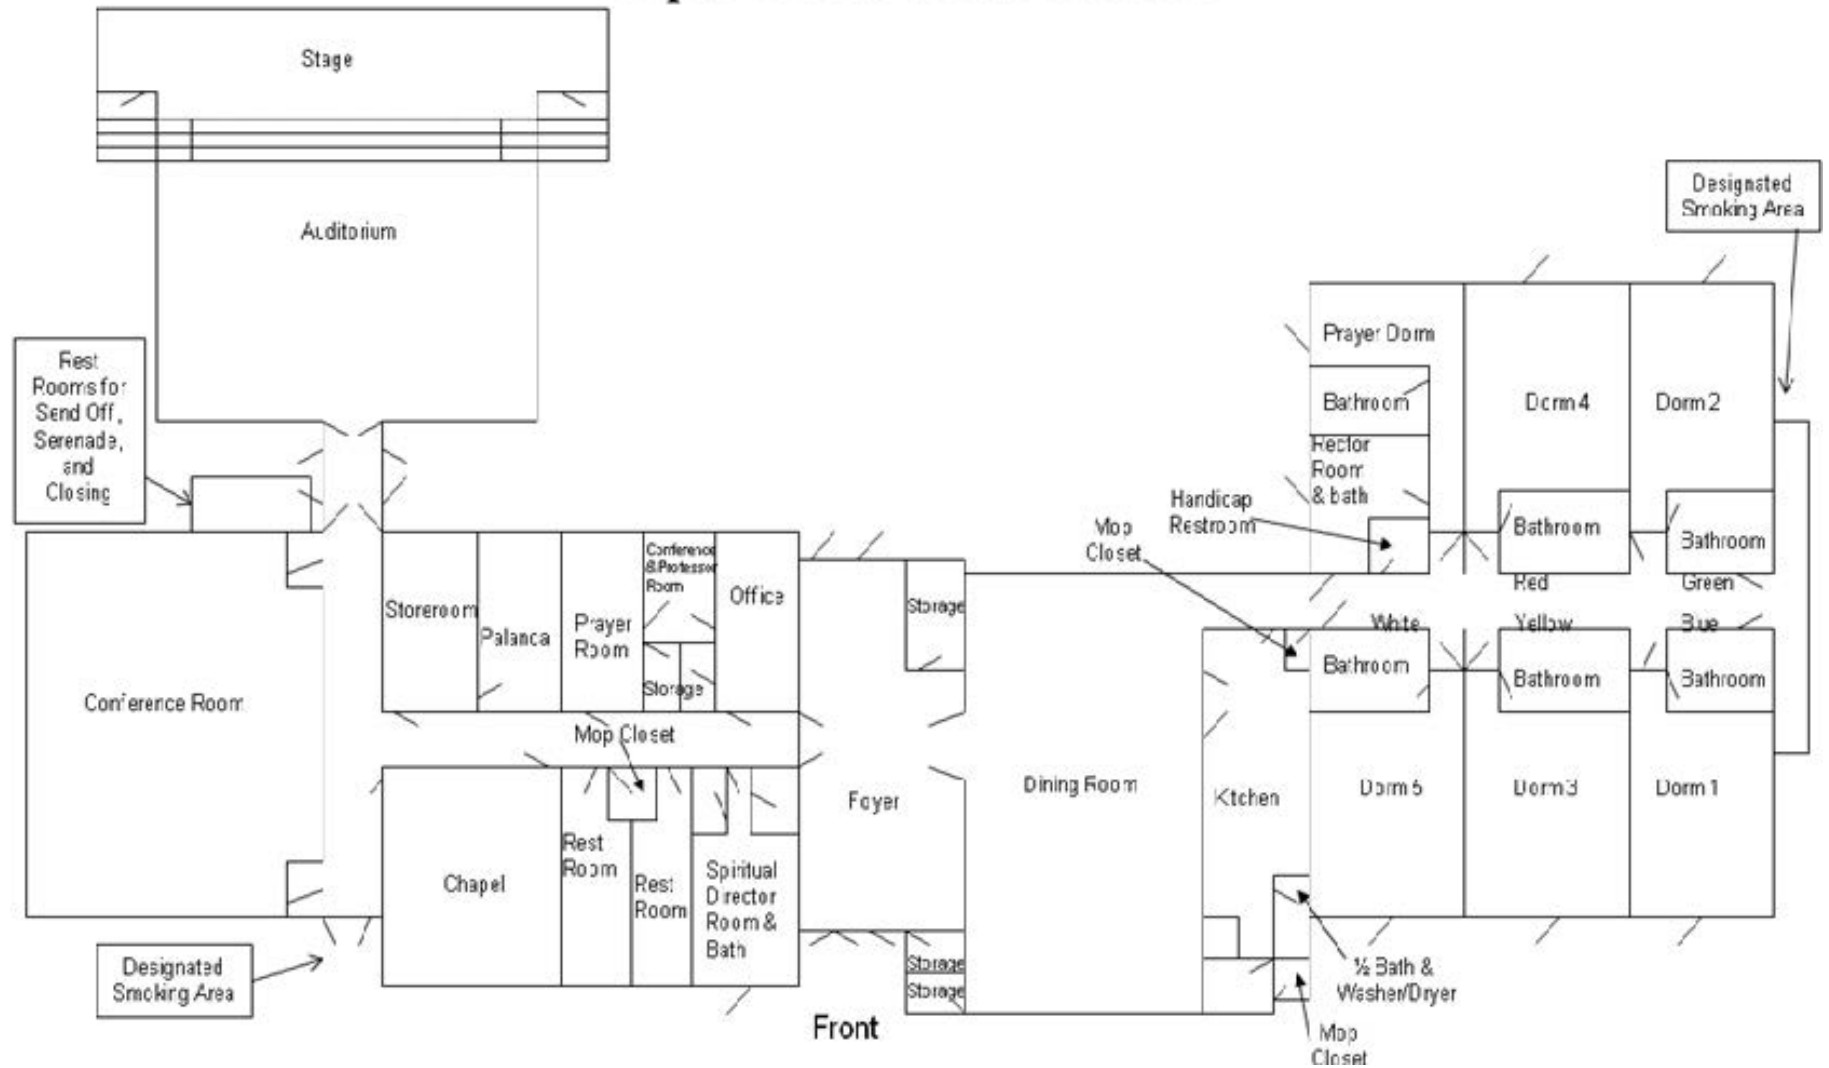 Stage
Auditorium
Designated
Smoking Area
Rest
Rooms for
Send Off,
Serenade,
and
Closing
Prayer Dorm
Bathroom
Rector
Room
& bath
Dorm 4
Dorm 2
Handicap
Restroom
Mop
Closet
Bathroom
Bathroom
Red
Green
White
Yellow
Blue
Bathroom
Bathroom
Bathroom
Conference Room
Storeroom
Palanca
Prayer
Room
Conference
& Professor
Room
Storage
Office
Storage
Mop Closet
Chapel
Rest
Room
Rest
Room
Spiritual
Director
Room &
Bath
Foyer
Dining Room
Kitchen
Dorm 5
Dorm 3
Dorm 1
Storage
Storage
Designated
Smoking Area
Front
½ Bath &
Washer/Dryer
Mop
Closet